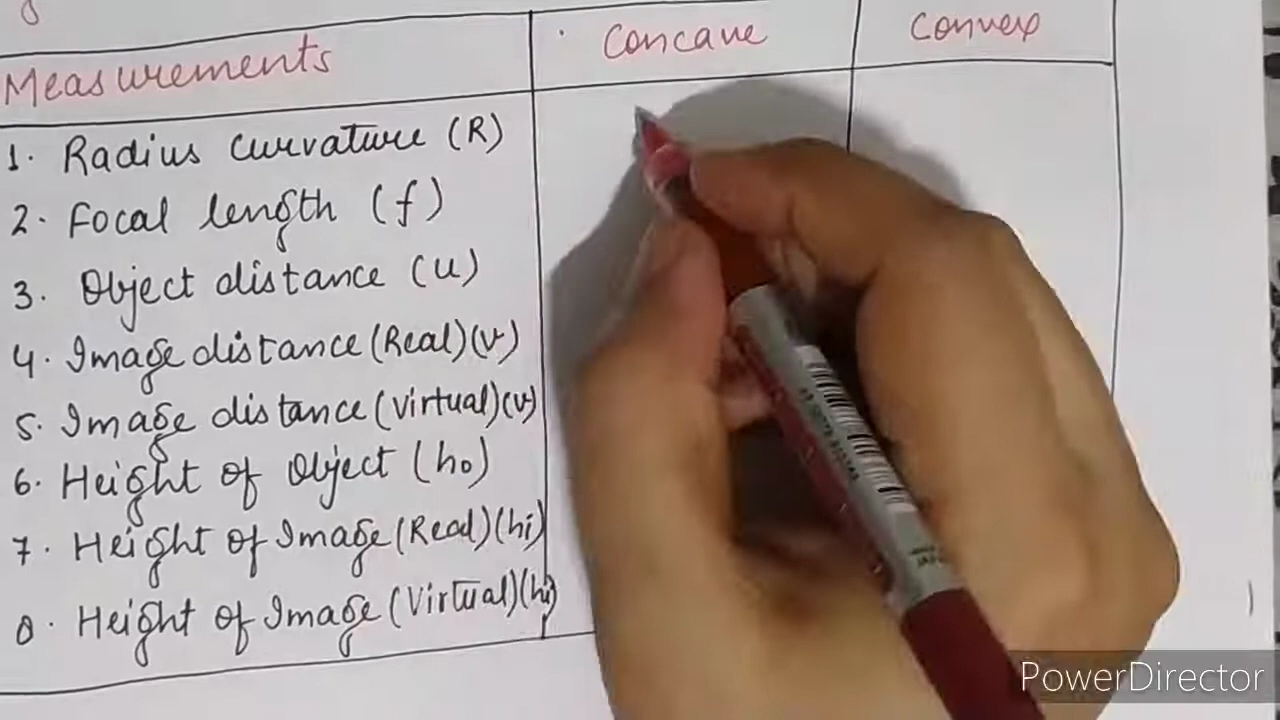 Measurements Concave Convex
1. Radius curvature (R)
2. Focal length (f)
3. Object distance (u)
4. Image distance (Real) (v)
5. Image distance (Virtual) (v)
6. Height of Object (ho)
7. Height of Image (Real) (hi)
8. Height of Image (Virtual) (hi)
PowerDirector